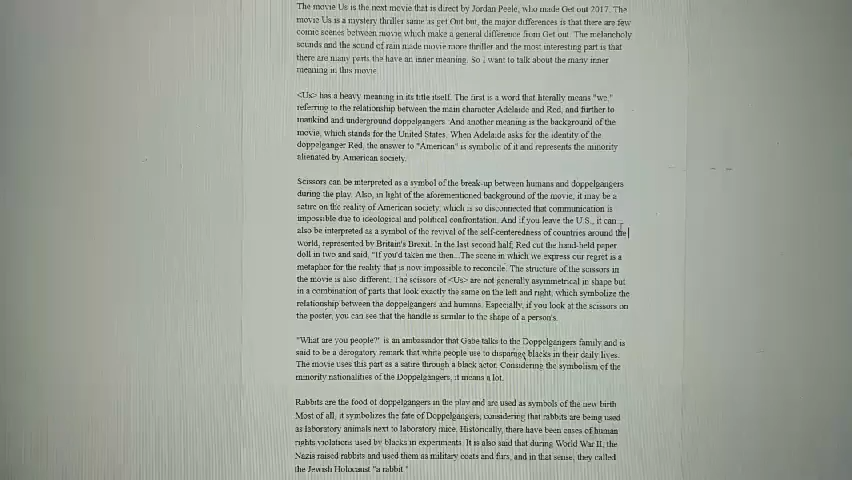 The movie Us is the next movie that is direct by Jordan Peele, who made Get out 2017. The
movie Us is a mystery thriller same as get Out but, the major differences is that there are few
comic scenes between movie which make a general difference from Get out. The melancholy
sounds and the sound of rain made movie more thriller and the most interesting part is that
there are many parts the have an inner meaning. So I want to talk about the many inner
meaning in this movie
<Us> has a heavy meaning in its title itself. The first is a word that literally means "we,"
referring to the relationship between the main character Adelaide and Red, and further to
mankind and underground doppelgangers. And another meaning is the background of the
movie, which stands for the United States. When Adelaide asks for the identity of the
doppelganger Red, the answer to "American" is symbolic of it and represents the minority
alienated by American society.
Scissors can be interpreted as a symbol of the break-up between humans and doppelgangers
during the play. Also, in light of the aforementioned background of the movie, it may be a
satire on the reality of American society, which is so disconnected that communication is
impossible due to ideological and political confrontation. And if you leave the U.S., it can
also be interpreted as a symbol of the revival of the self-centeredness of countries around the
world, represented by Britain's Brexit. In the last second half, Red cut the hand-held paper
doll in two and said, "If you'd taken me then...The scene in which we express our regret is a
metaphor for the reality that is now impossible to reconcile. The structure of the scissors in
the movie is also different. The scissors of <Us> are not generally asymmetrical in shape but
in a combination of parts that look exactly the same on the left and right, which symbolize the
relationship between the doppelgangers and humans. Especially, if you look at the scissors on
the poster, you can see that the handle is similar to the shape of a person's.
"What are you people?" is an ambassador that Gabe talks to the Doppelgangers family and is
said to be a derogatory remark that white people use to disparage blacks in their daily lives.
The movie uses this part as a satire through a black actor. Considering the symbolism of the
minority nationalities of the Doppelgangers, it means a lot.
Rabbits are the food of doppelgangers in the play and are used as symbols of the new birth
Most of all, it symbolizes the fate of Doppelgangers, considering that rabbits are being used
as laboratory animals next to laboratory mice. Historically, there have been cases of human
rights violations used by blacks in experiments. It is also said that during World War II, the
Nazis raised rabbits and used them as military coats and furs, and in that sense, they called
the Jewish Holocaust "a rabbit."